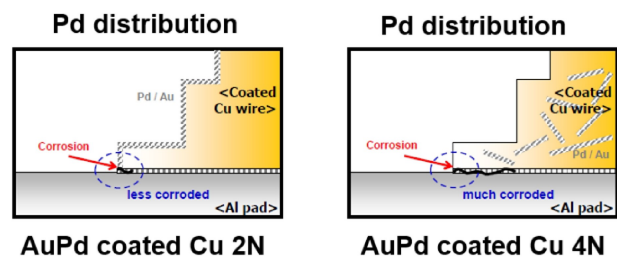 Pd distribution
Pd / Au
<Coated
Cu wire>
Corrosion
less corroded
<Al pad>
AuPd coated Cu 2N
Pd distribution
<Coated
Cu wire>
Corrosion
Pd / Au
much corroded
<Al pad>
AuPd coated Cu 4N